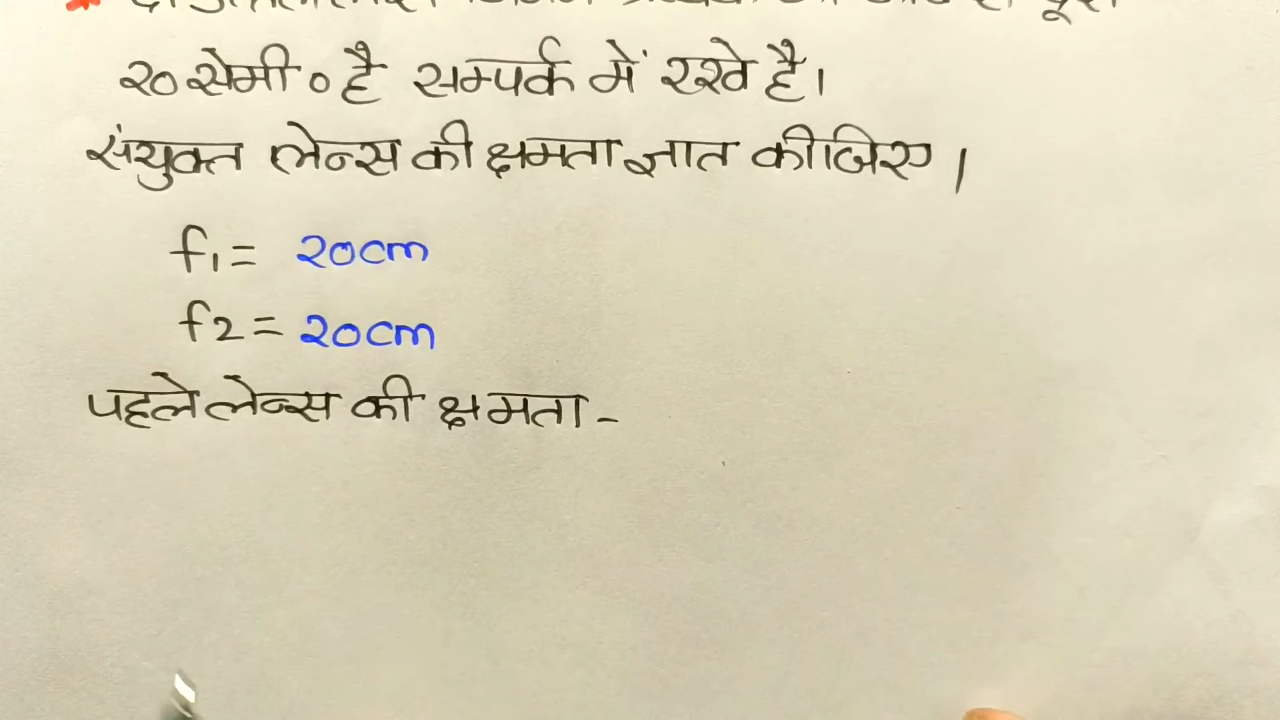 २० सेमी० है सम्पर्क में रखे है।
संयुक्त लेन्स की क्षमता ज्ञात कीजिए।
f1 = 20cm
f2 = 20cm
पहले लेन्स की क्षमता -